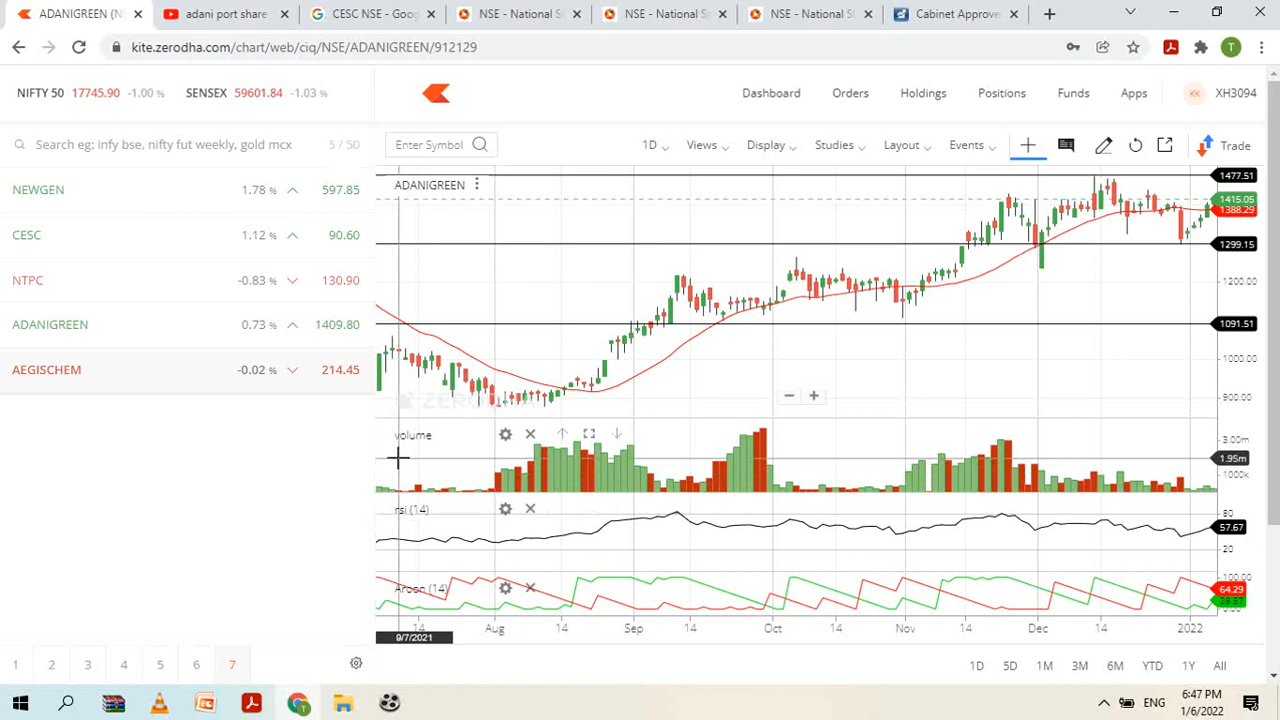 ADANIGREEN (N
adani port share
CESC NSE - Goo
NSE - National S
NSE - National S
NSE - National S
Cabinet Approve
kite.zerodha.com/chart/web/ciq/NSE/ADANIGREEN/912129
T
NIFTY 50 17745.90 -1.00 % SENSEX 59601.84 -1.03 %
Dashboard Orders Holdings Positions Funds Apps KK XH3094
Search eg: infy bse, nifty fut weekly, gold mcx 5 / 50
Enter Symbol 1D Views Display Studies Layout Events Trade
NEWGEN 1.78 % 597.85
CESC 1.12 % 90.60
NTPC -0.83 % 130.90
ADANIGREEN 0.73 % 1409.80
AEGISCHEM -0.02 % 214.45
ADANIGREEN
1477.51
1415.05
1388.29
1299.15
1200.00
1091.51
1000.00
900.00
ZERODHA
volume
3.00m
1.95m
1000k
rsi (14)
80
57.67
20
Aroon (14)
100.00
64.29
28.57
14 Aug 14 Sep 14 Oct 14 Nov 14 Dec 14 2022
9/7/2021
1 2 3 4 5 6 7
1D 5D 1M 3M 6M YTD 1Y All
ENG
6:47 PM
1/6/2022